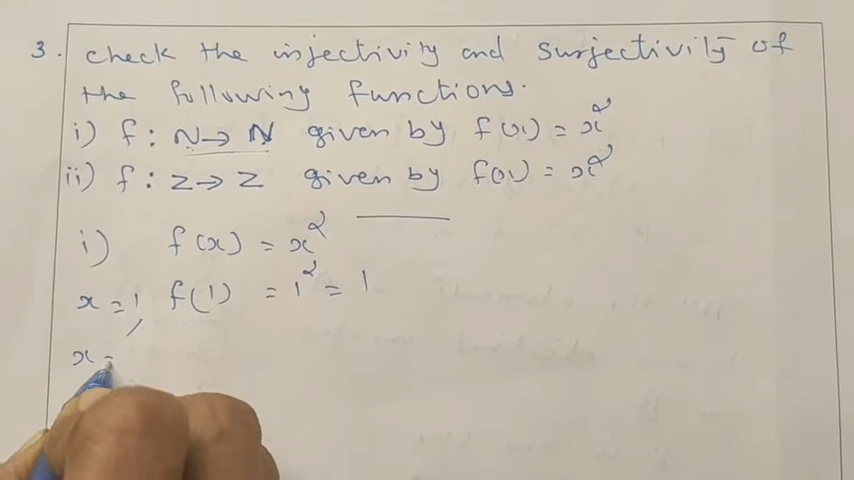 3. check the injectivity and surjectivity of
the following functions.
i) f : N → N given by f(x) = x²
ii) f : Z → Z given by f(x) = x²
i) f(x) = x²
x = 1, f(1) = 1² = 1
x =